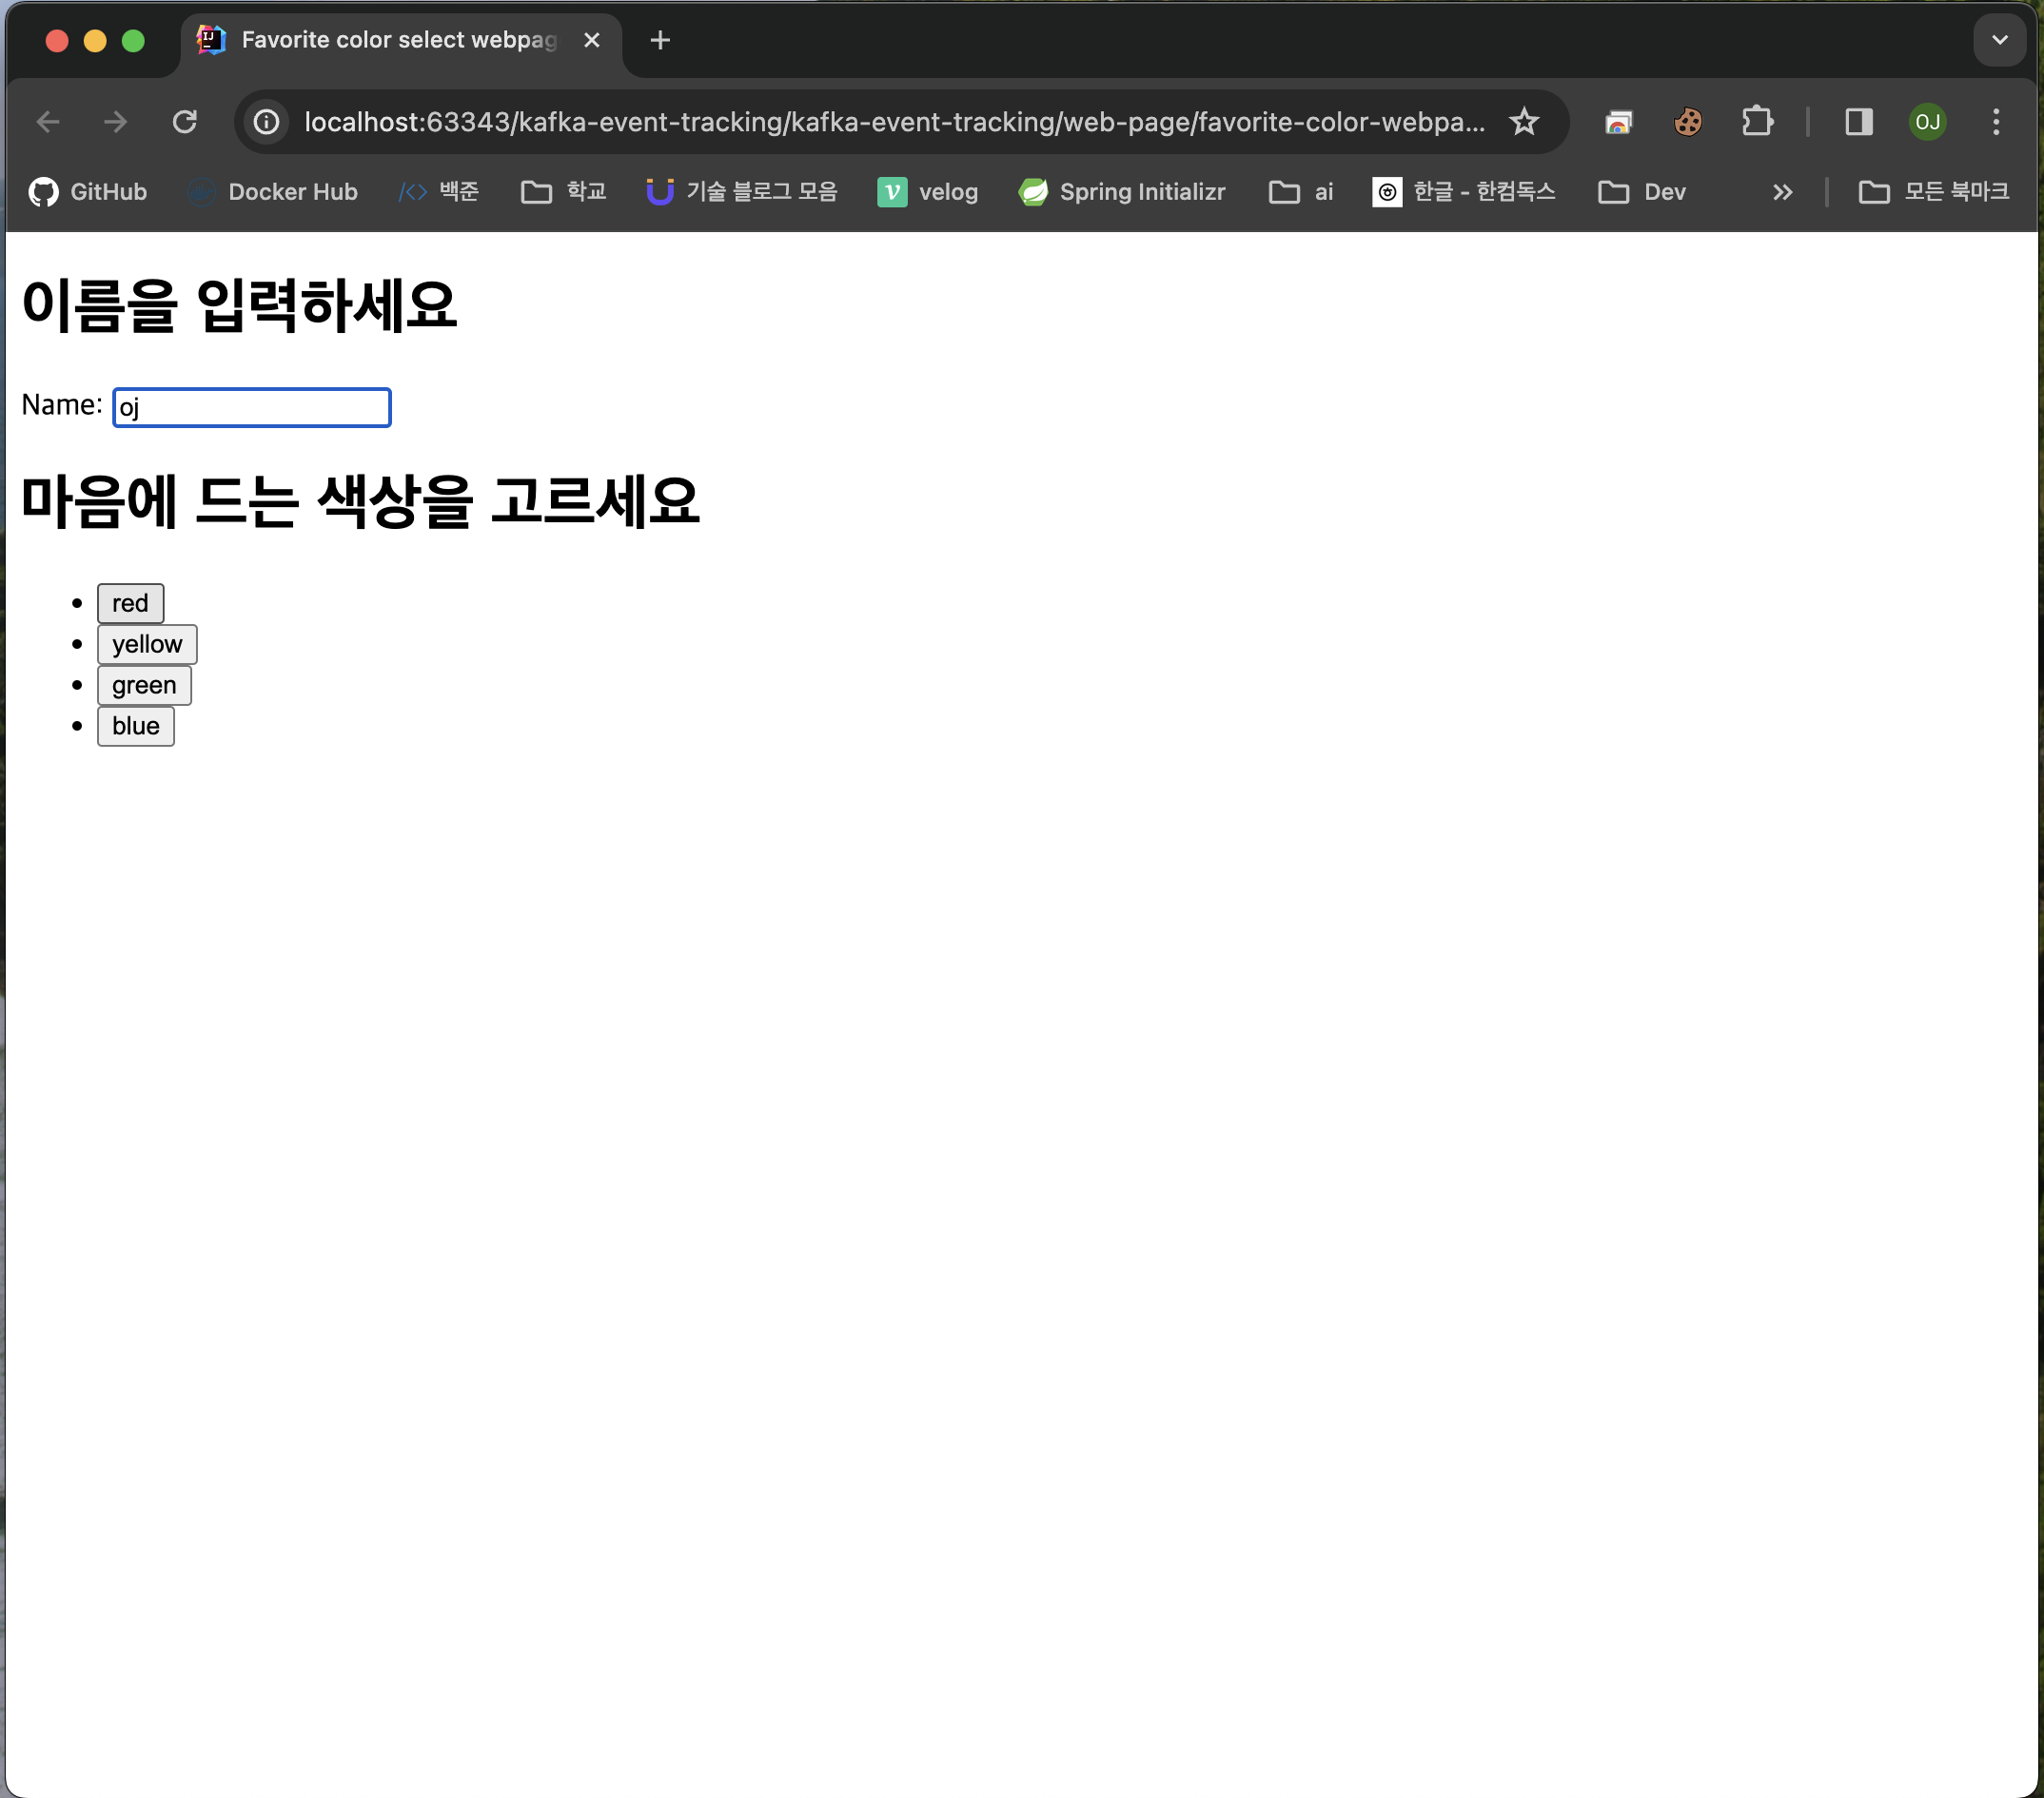 Favorite color select webpag
localhost:63343/kafka-event-tracking/kafka-event-tracking/web-page/favorite-color-webpa...
OJ
GitHub Docker Hub 백준 학교 기술 블로그 모음 velog Spring Initializr ai 한글 - 한컴독스 Dev 모든 북마크
이름을 입력하세요
Name: oj
마음에 드는 색상을 고르세요
red
yellow
green
blue